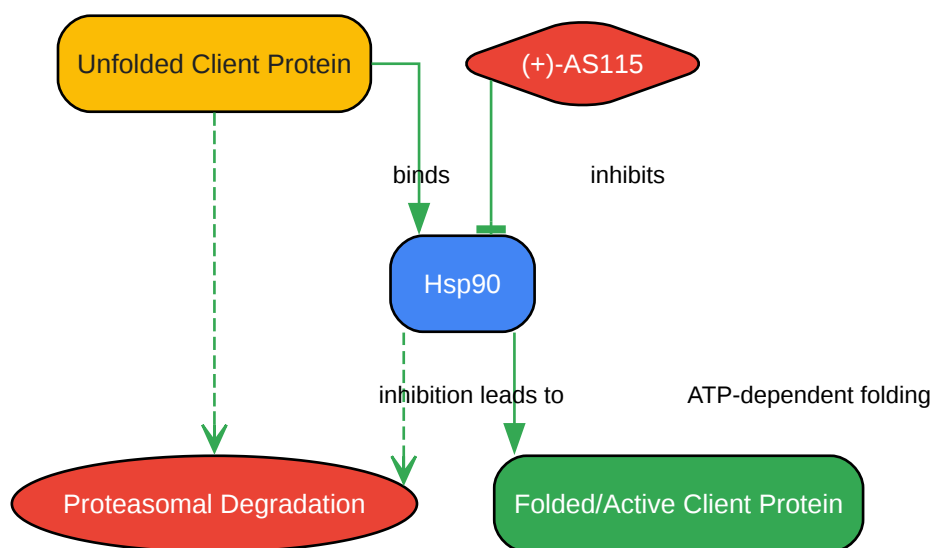 Unfolded Client Protein
(+)-AS115
binds
inhibits
Hsp90
inhibition leads to
ATP-dependent folding
Proteasomal Degradation
Folded/Active Client Protein